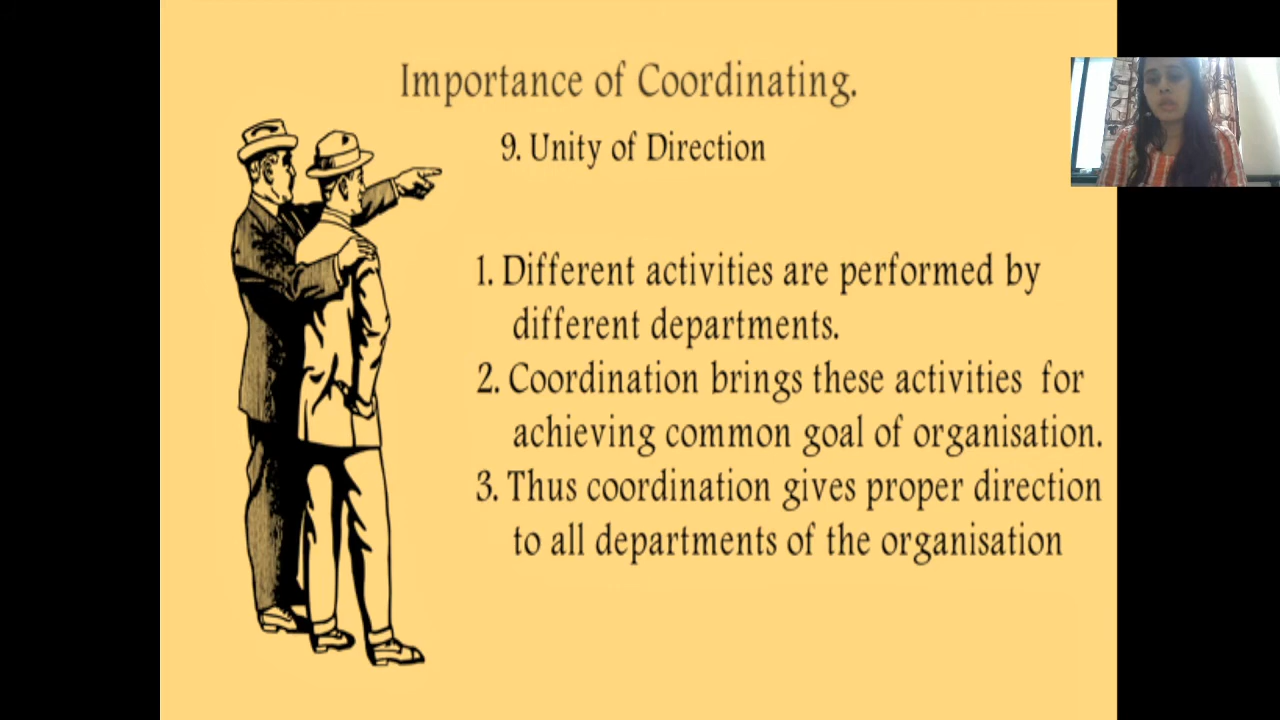 Importance of Coordinating.
9. Unity of Direction
1. Different activities are performed by
different departments.
2. Coordination brings these activities for
achieving common goal of organisation.
3. Thus coordination gives proper direction
to all departments of the organisation